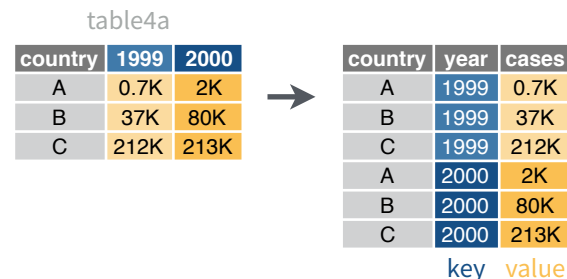 table4a
country 1999 2000
A 0.7K 2K
B 37K 80K
C 212K 213K
country year cases
A 1999 0.7K
B 1999 37K
C 1999 212K
A 2000 2K
B 2000 80K
C 2000 213K
key value